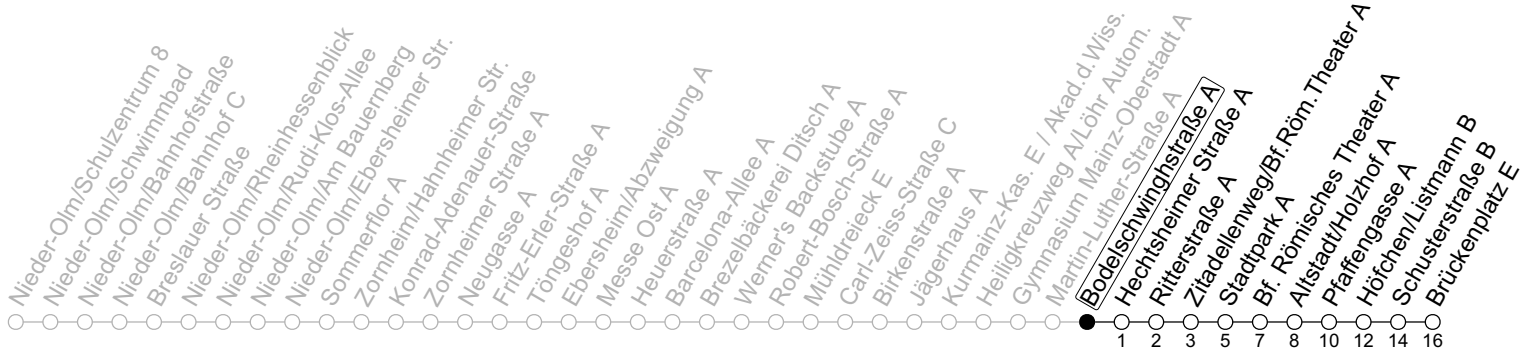 Nieder-Olm/Schulzentrum 8
Nieder-Olm/Schwimmbad
Nieder-Olm/Bahnhofstraße
Nieder-Olm/Bahnhof C
Breslauer Straße
Nieder-Olm/Rheinhessenblick
Nieder-Olm/Rudi-Klos-Allee
Nieder-Olm/Am Bauernberg
Nieder-Olm/Ebersheimer Str.
Sommerflor A
Zornheim/Hahnheimer Str.
Konrad-Adenauer-Straße
Zornheimer Straße A
Neugasse A
Fritz-Erler-Straße A
Töngeshof A
Ebersheim/Abzweigung A
Messe Ost A
Heuerstraße A
Barcelona-Allee A
Brezelbäckerei Ditsch A
Werner's Backstube A
Robert-Bosch-Straße A
Mühldreieck E
Carl-Zeiss-Straße C
Birkenstraße A
Jägerhaus A
Kurmainz-Kas. E / Akad.d.Wiss.
Heiligkreuzweg A/Löhr Autom.
Gymnasium Mainz-Oberstadt A
Martin-Luther-Straße A
Bodelschwinghstraße A
Hechtsheimer Straße A
Ritterstraße A
Zitadellenweg/Bf.Röm.Theater A
Stadtpark A
Bf. Römisches Theater A
Altstadt/Holzhof A
Pfaffengasse A
Höfchen/Listmann B
Schusterstraße B
Brückenplatz E
1 2 3 5 7 8 10 12 14 16